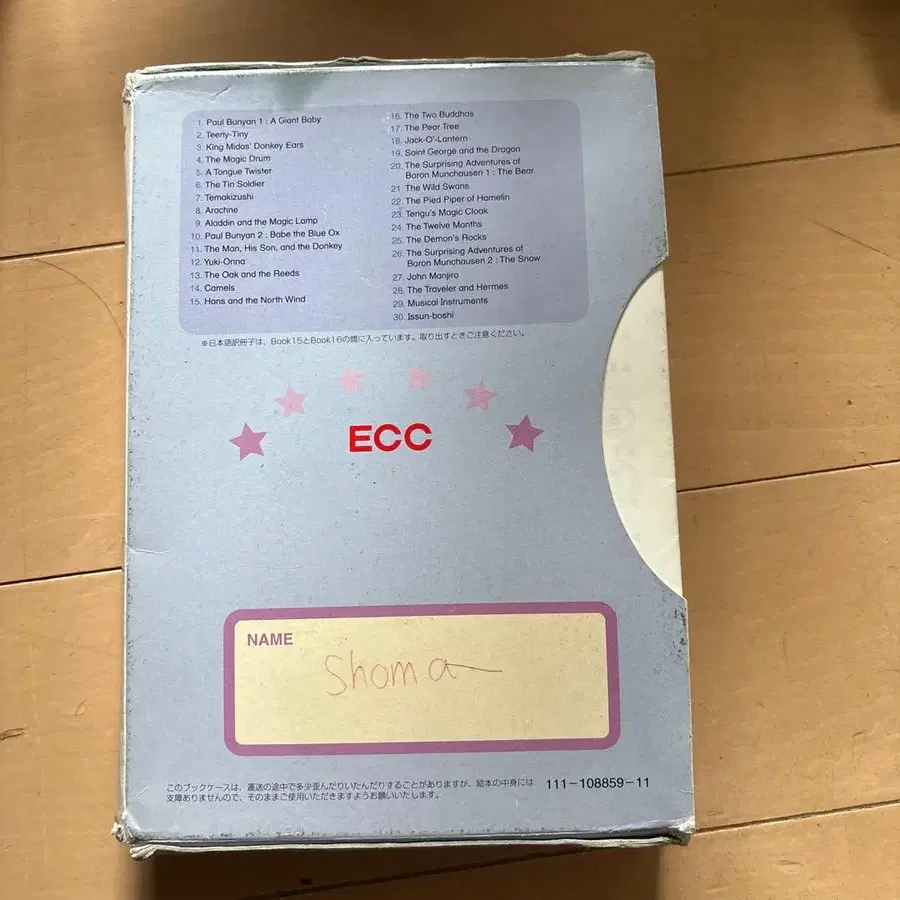 1. Paul Bunyan 1 : A Giant Baby
2. Teeny-Tiny
3. King Midas' Donkey Ears
4. The Magic Drum
5. A Tongue Twister
6. The Tin Soldier
7. Temakizushi
8. Arachne
9. Aladdin and the Magic Lamp
10. Paul Bunyan 2 : Babe the Blue Ox
11. The Man, His Son, and the Donkey
12. Yuki-Onna
13. The Oak and the Reeds
14. Camels
15. Hans and the North Wind
16. The Two Buddhas
17. The Pear Tree
18. Jack-O'-Lantern
19. Saint George and the Dragon
20. The Surprising Adventures of
Baron Munchausen 1 : The Bear
21. The Wild Swans
22. The Pied Piper of Hamelin
23. Tengu's Magic Cloak
24. The Twelve Months
25. The Demon's Rocks
26. The Surprising Adventures of
Baron Munchausen 2 : The Snow
27. John Manjiro
28. The Traveler and Hermes
29. Musical Instruments
30. Issun-boshi
※日本語訳冊子は、Book15とBook16の間に入っています。取り出すときご注意ください。
ECC
NAME
Shoma
このブックケースは、運送の途中で多少歪んだりいたんだりすることがありますが、絵本の中身には
支障ありませんので、そのままご使用いただきますようお願いいたします。
111-108859-11